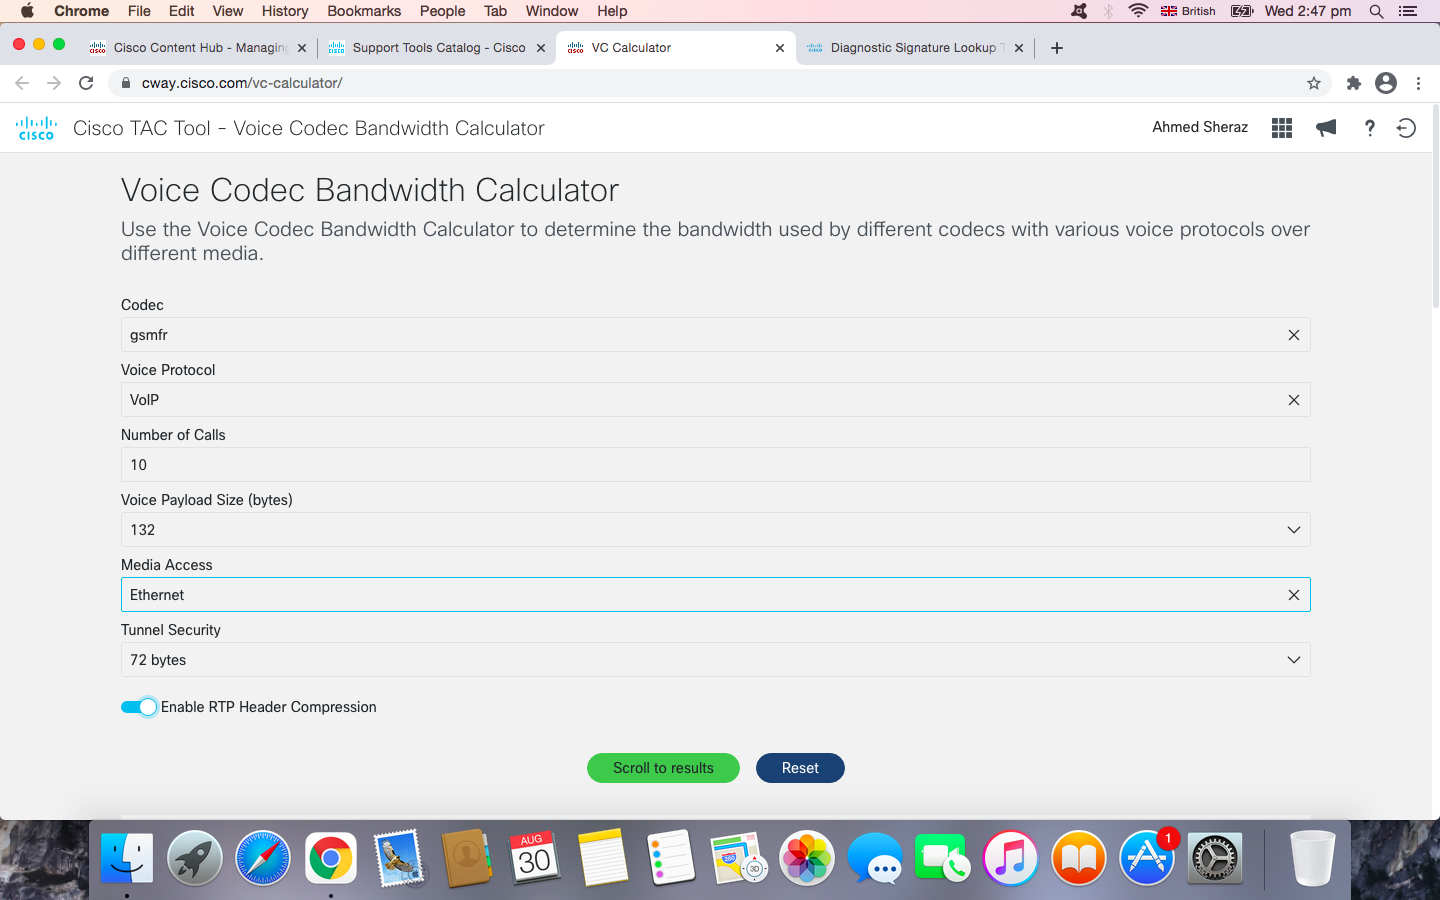 Chrome File Edit View History Bookmarks People Tab Window Help British Wed 2:47 pm
Cisco Content Hub - Managing Support Tools Catalog - Cisco VC Calculator Diagnostic Signature Lookup T
cway.cisco.com/vc-calculator/
CISCO Cisco TAC Tool - Voice Codec Bandwidth Calculator Ahmed Sheraz
Voice Codec Bandwidth Calculator
Use the Voice Codec Bandwidth Calculator to determine the bandwidth used by different codecs with various voice protocols over
different media.
Codec
gsmfr
Voice Protocol
VoIP
Number of Calls
10
Voice Payload Size (bytes)
132
Media Access
Ethernet
Tunnel Security
72 bytes
Enable RTP Header Compression
Scroll to results Reset
AUG
30
280
3D
1